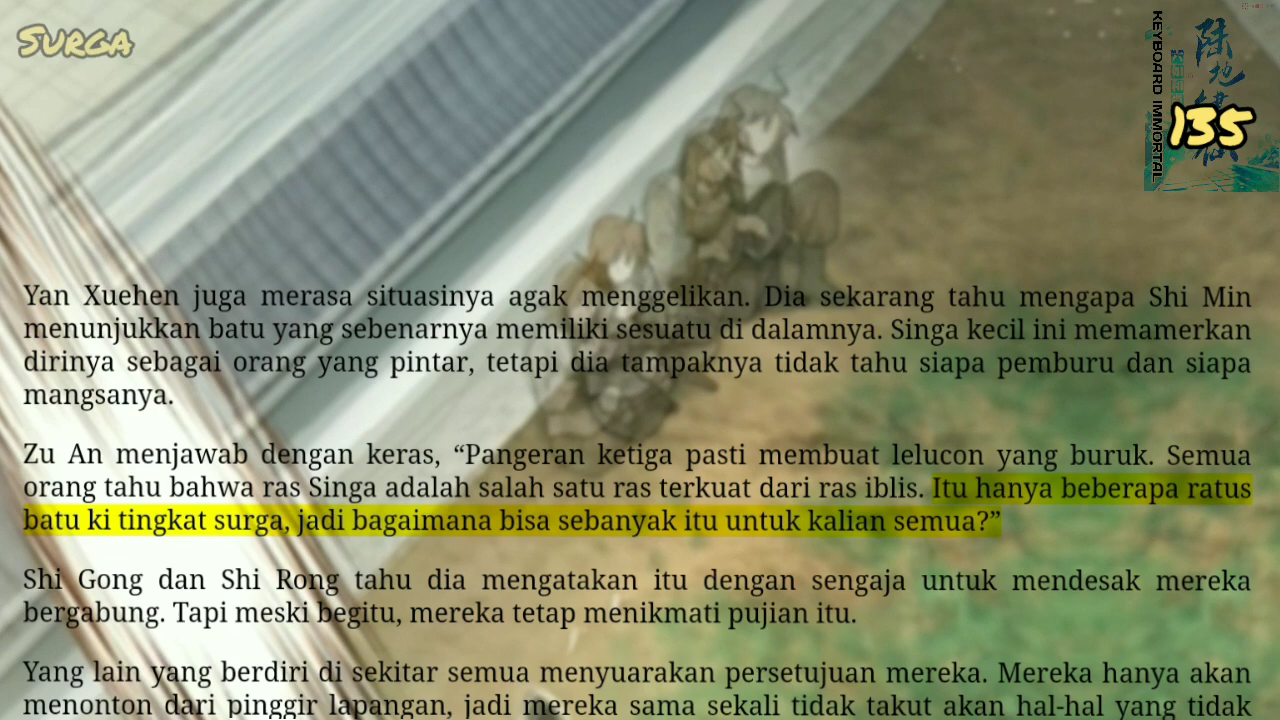 Surga
KEYBOARD IMMORTAL
陆地键仙
135
Yan Xuehen juga merasa situasinya agak menggelikan. Dia sekarang tahu mengapa Shi Min
menunjukkan batu yang sebenarnya memiliki sesuatu di dalamnya. Singa kecil ini memamerkan
dirinya sebagai orang yang pintar, tetapi dia tampaknya tidak tahu siapa pemburu dan siapa
mangsanya.
Zu An menjawab dengan keras, “Pangeran ketiga pasti membuat lelucon yang buruk. Semua
orang tahu bahwa ras Singa adalah salah satu ras terkuat dari ras iblis. Itu hanya beberapa ratus
batu ki tingkat surga, jadi bagaimana bisa sebanyak itu untuk kalian semua?”
Shi Gong dan Shi Rong tahu dia mengatakan itu dengan sengaja untuk mendesak mereka
bergabung. Tapi meski begitu, mereka tetap menikmati pujian itu.
Yang lain yang berdiri di sekitar semua menyuarakan persetujuan mereka. Mereka hanya akan
menonton dari pinggir lapangan, jadi mereka sama sekali tidak takut akan hal-hal yang tidak